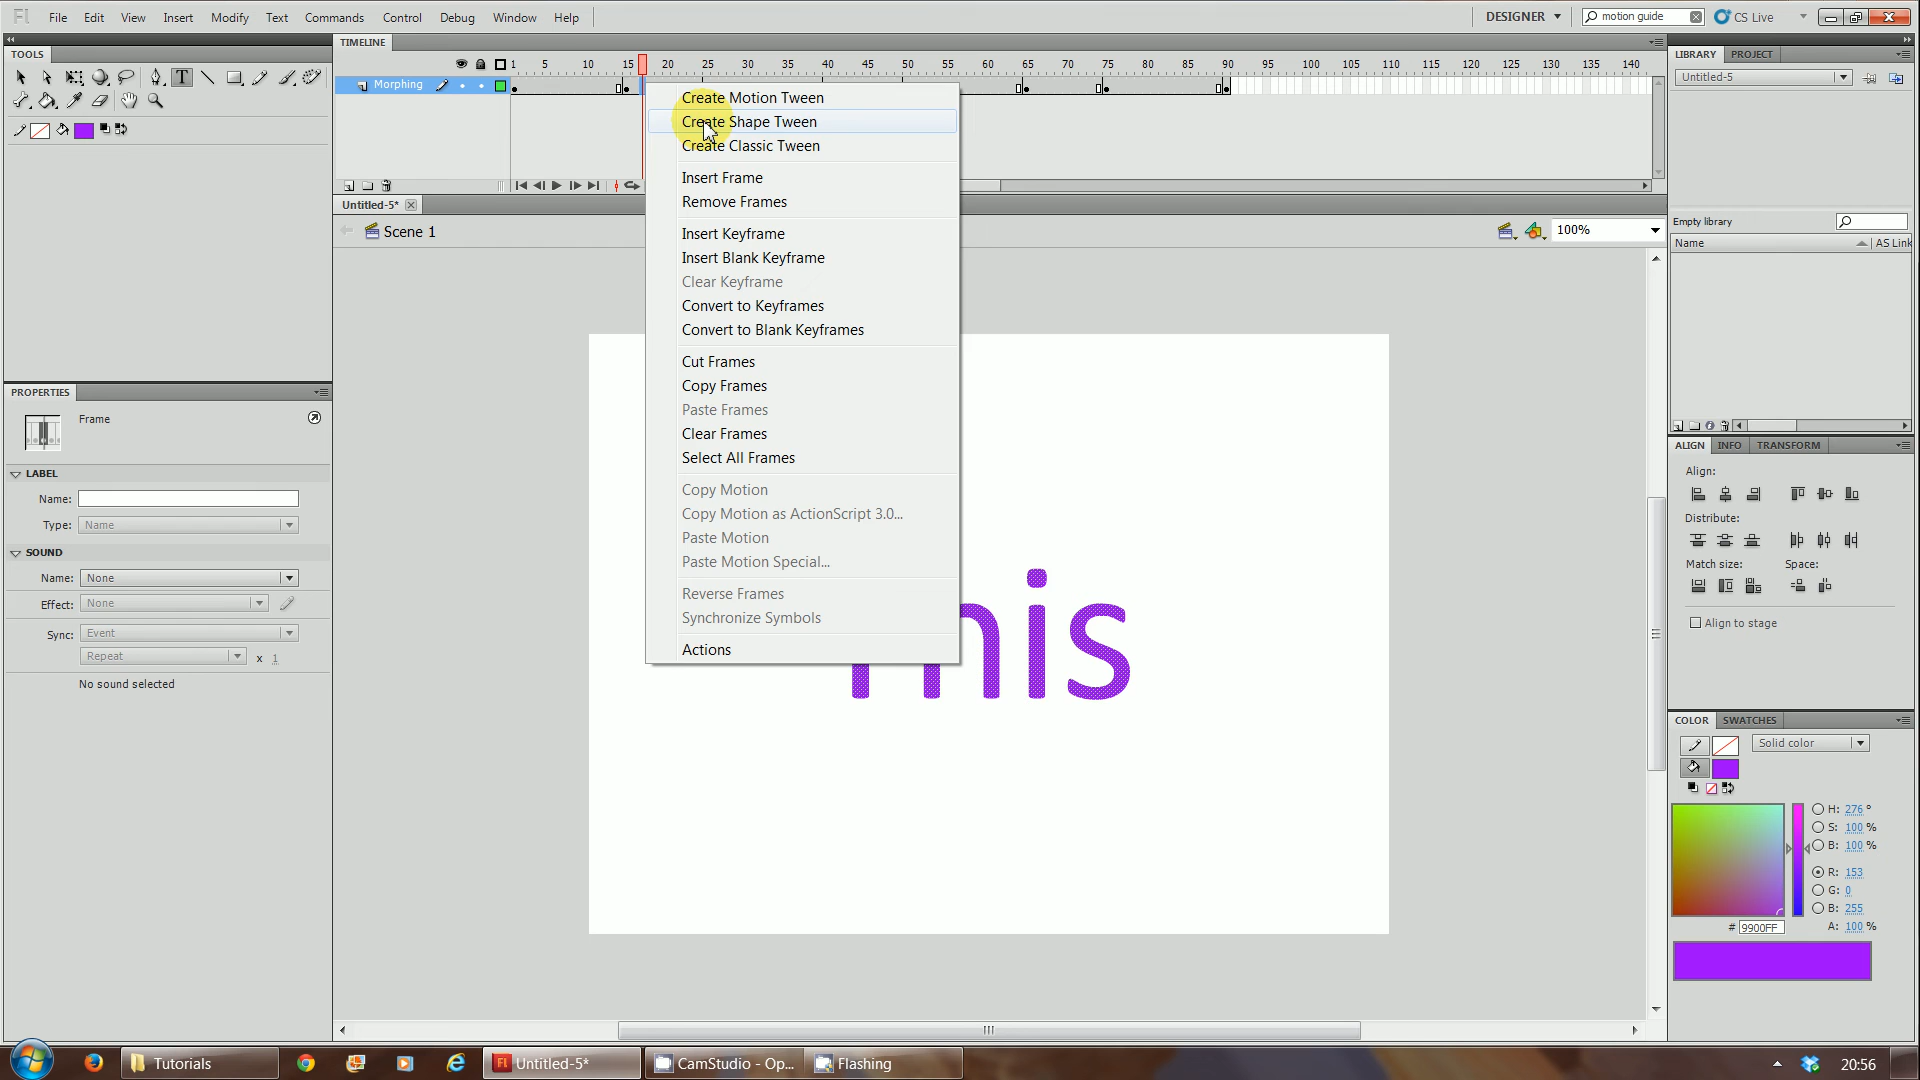 Fl File Edit View Insert Modify Text Commands Control Debug Window Help DESIGNER motion guide CS Live
TOOLS
TIMELINE
LIBRARY PROJECT
1 5 10 15 20 25 30 35 40 45 50 55 60 65 70 75 80 85 90 95 100 105 110 115 120 125 130 135 140
Morphing
Untitled-5
Create Motion Tween
Create Shape Tween
Create Classic Tween
Insert Frame
Remove Frames
Insert Keyframe
Insert Blank Keyframe
Clear Keyframe
Convert to Keyframes
Convert to Blank Keyframes
Cut Frames
Copy Frames
Paste Frames
Clear Frames
Select All Frames
Copy Motion
Copy Motion as ActionScript 3.0...
Paste Motion
Paste Motion Special...
Reverse Frames
Synchronize Symbols
Actions
Untitled-5*
Scene 1
100%
Empty library
Name AS Link
PROPERTIES
Frame
LABEL
Name:
Type: Name
SOUND
Name: None
Effect: None
Sync: Event
Repeat x 1
No sound selected
This
ALIGN INFO TRANSFORM
Align:
Distribute:
Match size: Space:
Align to stage
COLOR SWATCHES
Solid color
H: 276 °
S: 100 %
B: 100 %
R: 153
G: 0
B: 255
# 9900FF A: 100 %
Tutorials
Fl Untitled-5*
CamStudio - Op...
Flashing
20:56